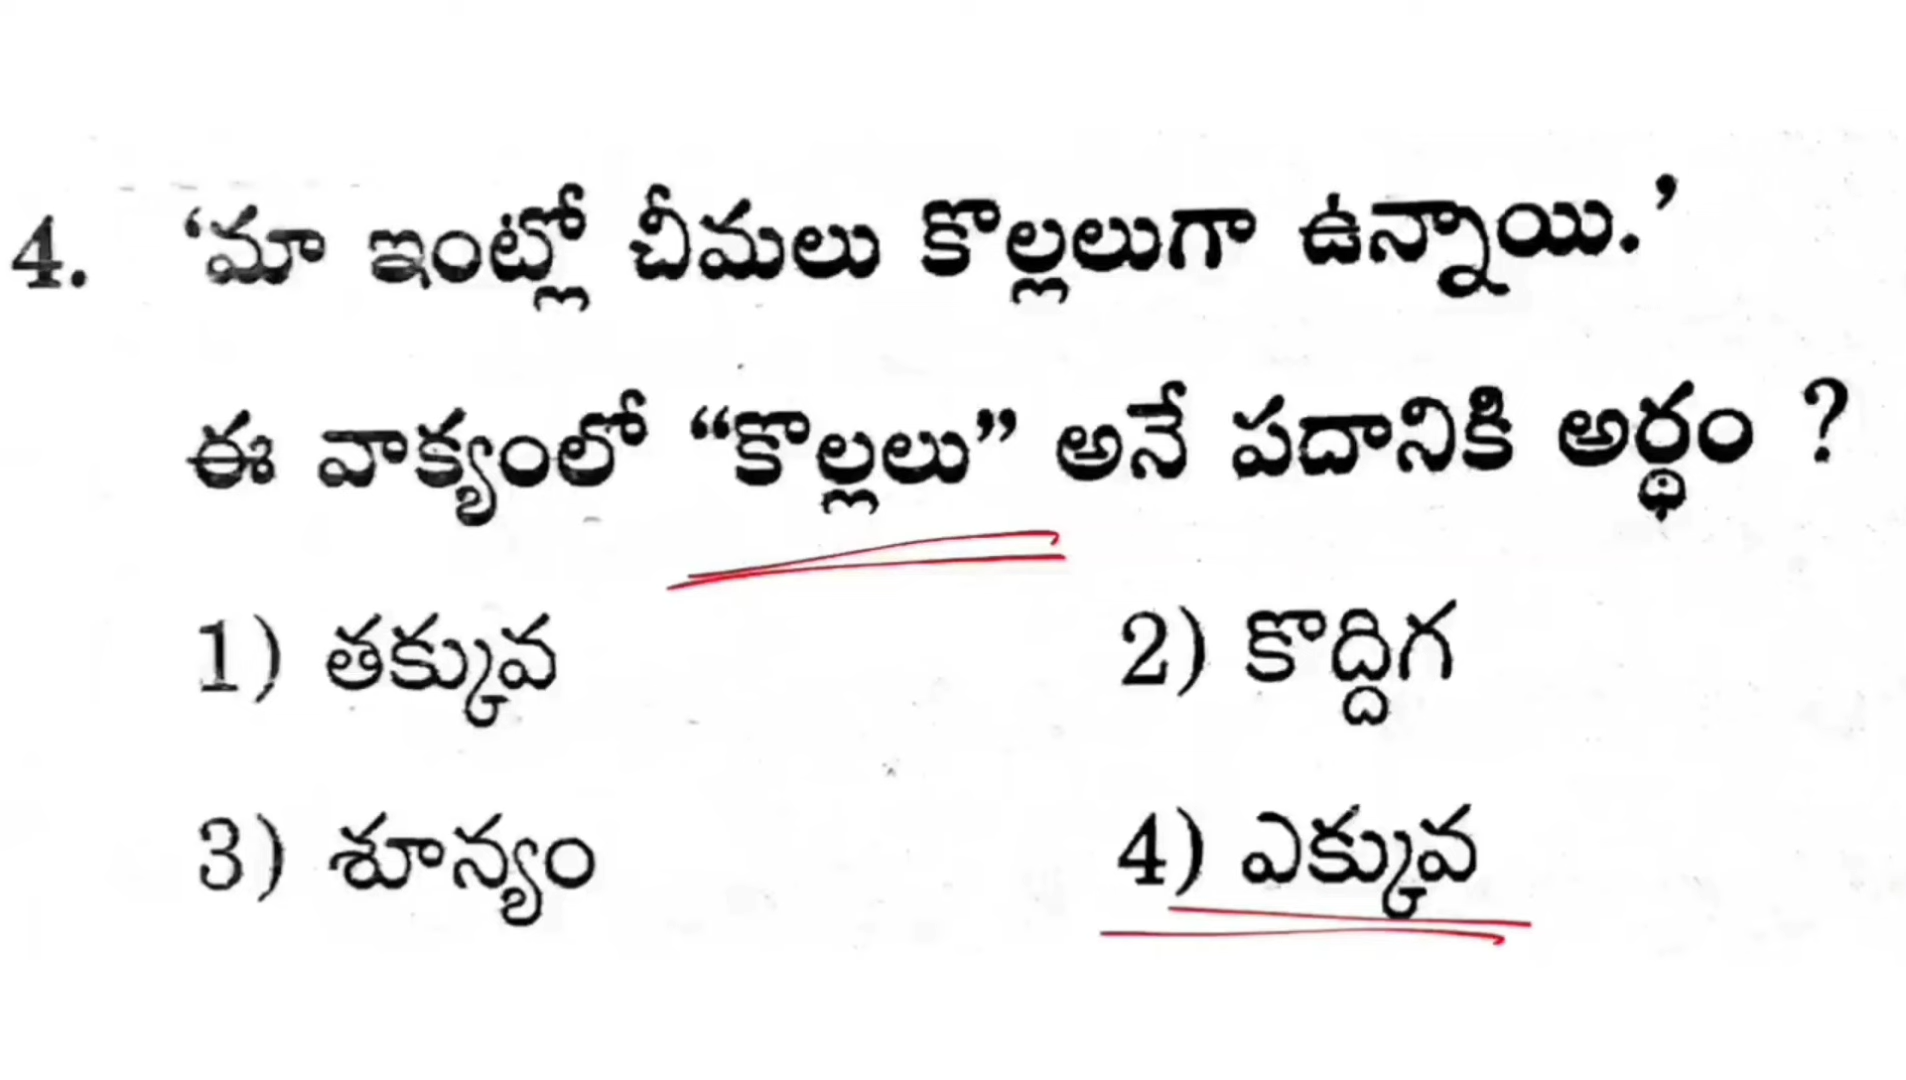 4. ‘మా ఇంట్లో చీమలు కొల్లలుగా ఉన్నాయి.’
ఈ వాక్యంలో “కొల్లలు” అనే పదానికి అర్థం ?
1) తక్కువ 2) కొద్దిగ
3) శూన్యం 4) ఎక్కువ